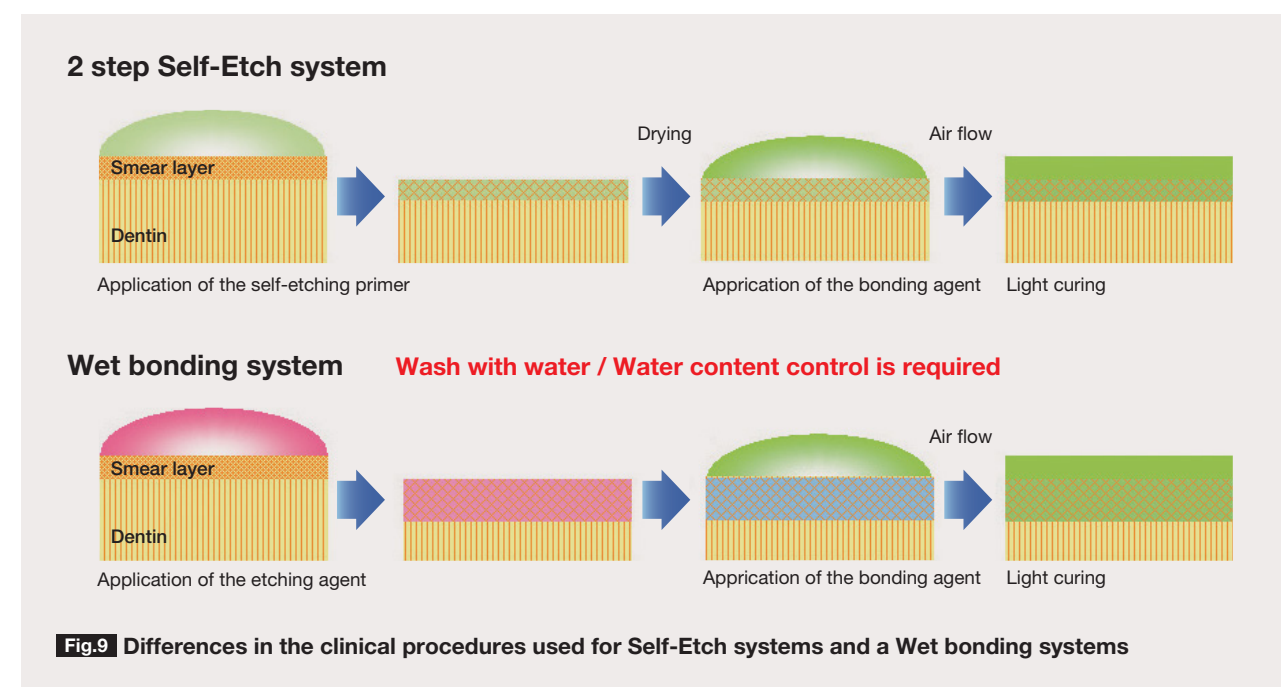 2 step Self-Etch system
Drying
Air flow
Smear layer
Dentin
Application of the self-etching primer
Apprication of the bonding agent
Light curing
Wet bonding system
Wash with water / Water content control is required
Air flow
Smear layer
Dentin
Application of the etching agent
Apprication of the bonding agent
Light curing
Fig.9 Differences in the clinical procedures used for Self-Etch systems and a Wet bonding systems